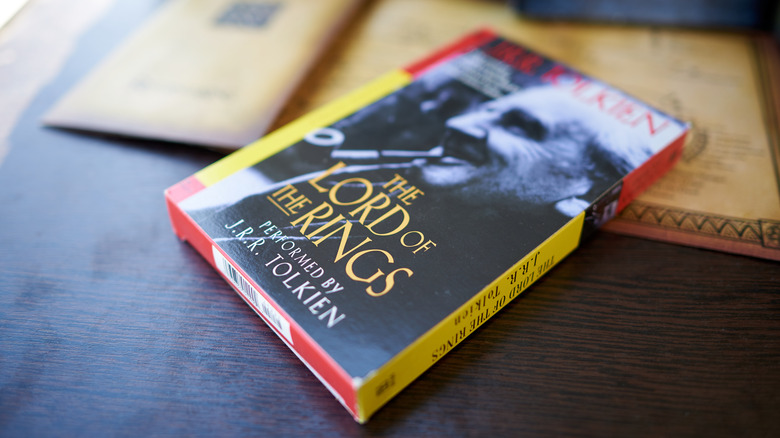 TOLKIEN
THE
LORD OF
THE RINGS
PERFORMED BY
J.R.R. TOLKIEN
THE LORD OF THE RINGS
J.R.R. Tolkien